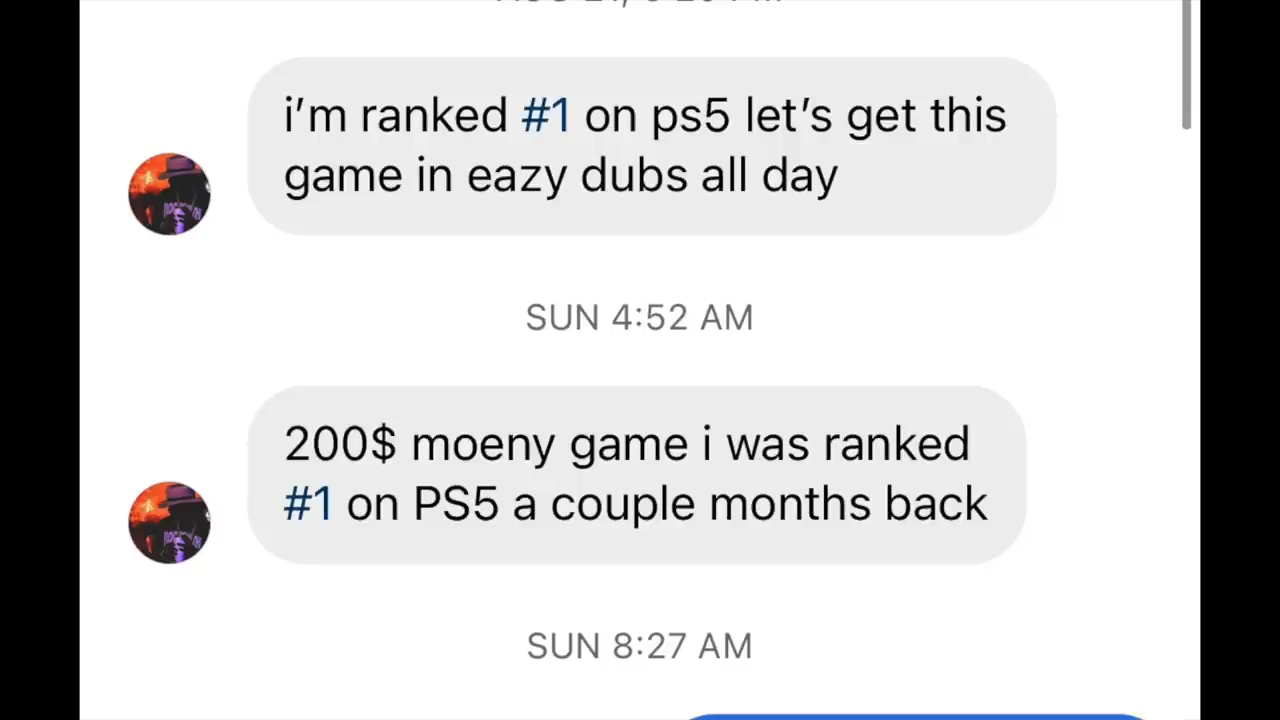 i'm ranked #1 on ps5 let's get this
game in eazy dubs all day
SUN 4:52 AM
200$ moeny game i was ranked
#1 on PS5 a couple months back
SUN 8:27 AM